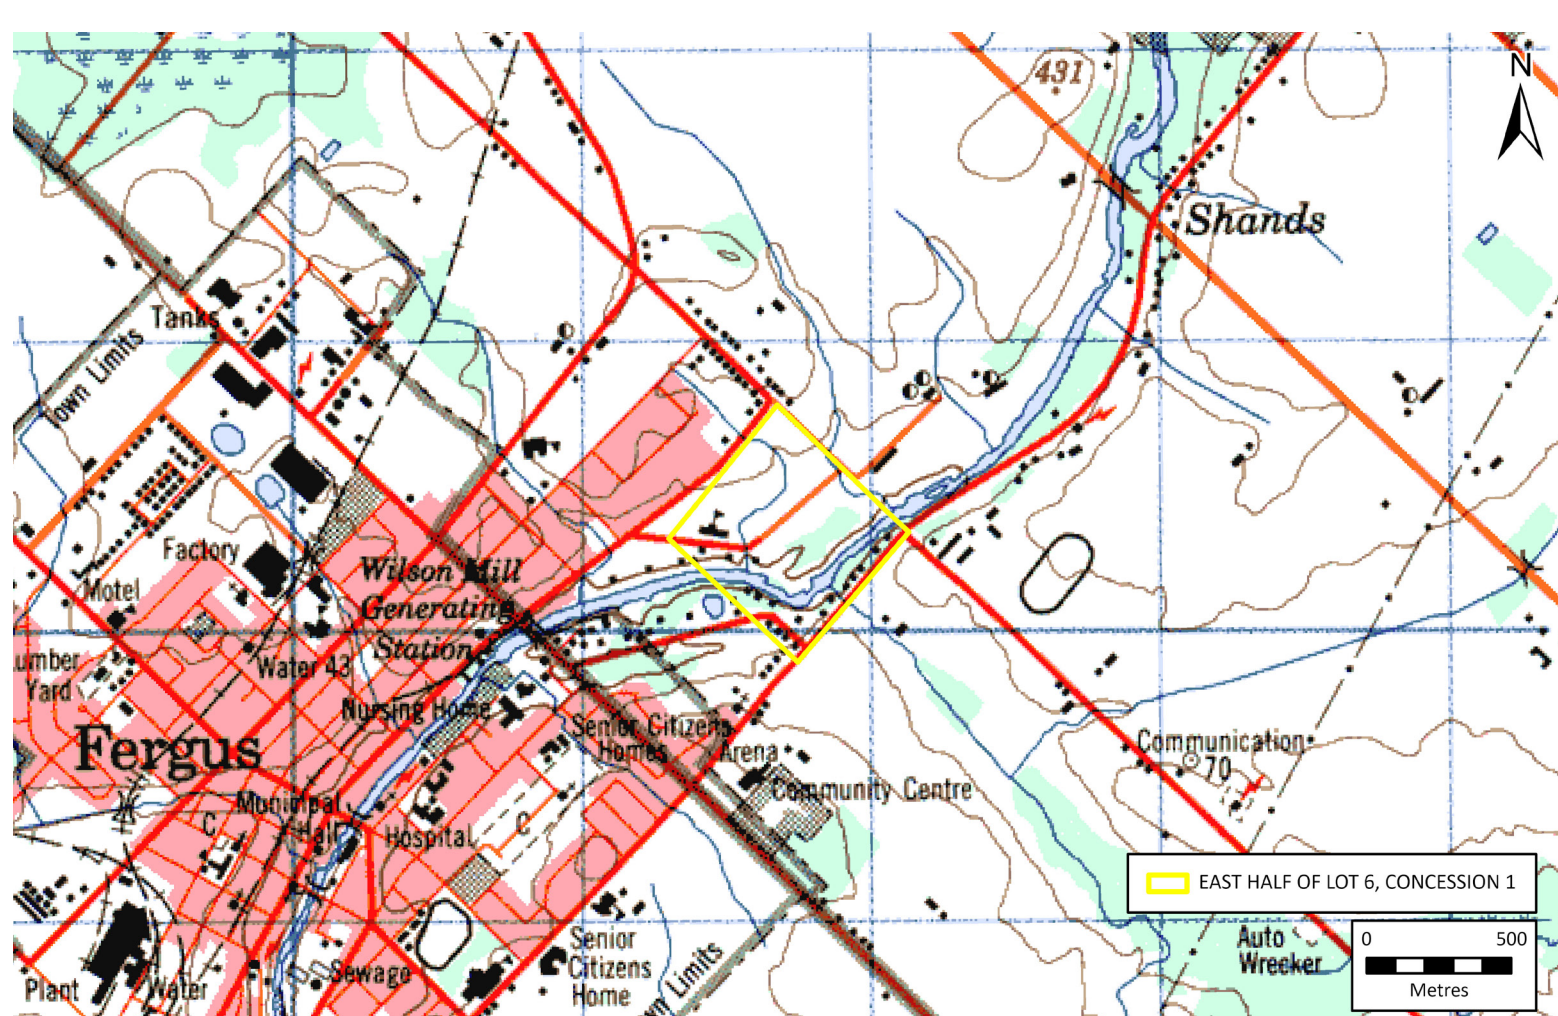 431
N
Shands
Tanks
Town Limits
Factory
Motel
Wilson Mill
Generating
Station
Water 43
Lumber
Yard
Nursing Home
Fergus
Senior Citizens
Homes
Arena
Community Centre
Communication
70
Municipal
Hall
C
Hospital
C
EAST HALF OF LOT 6, CONCESSION 1
0 500
Metres
Auto
Wrecker
Senior
Citizens
Home
Sewage
Plant
Water
wn Limits